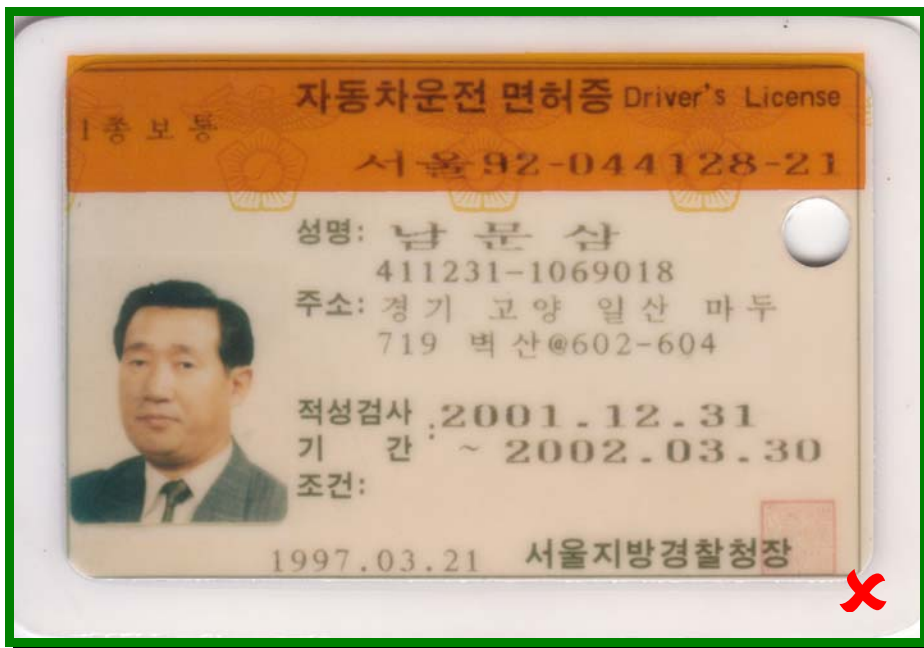 자동차운전 면허증 Driver's License
1종보통
서울 92-044128-21
성명: 남문삼
411231-1069018
주소: 경기 고양 일산 마두
719 벽산@602-604
적성검사 : 2001.12.31
기 간 ~ 2002.03.30
조건:
1997.03.21 서울지방경찰청장